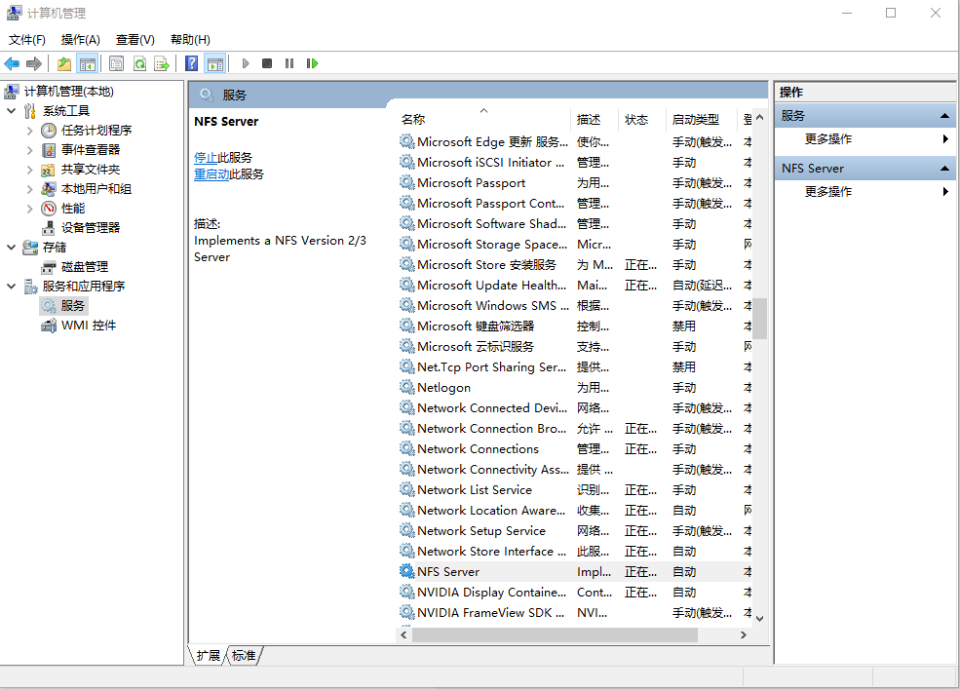 计算机管理
文件(F) 操作(A) 查看(V) 帮助(H)
计算机管理(本地)
系统工具
任务计划程序
事件查看器
共享文件夹
本地用户和组
性能
设备管理器
存储
磁盘管理
服务和应用程序
服务
WMI 控件
服务
NFS Server
停止此服务
重启动此服务
描述:
Implements a NFS Version 2/3
Server
名称 描述 状态 启动类型 登
Microsoft Edge 更新 服务... 使你... 手动(触发... 本
Microsoft iSCSI Initiator ... 管理... 手动 本
Microsoft Passport 为用... 手动(触发... 本
Microsoft Passport Cont... 管理... 手动(触发... 本
Microsoft Software Shad... 管理... 手动 本
Microsoft Storage Space... Micr... 手动 网
Microsoft Store 安装服务 为 M... 正在... 手动 本
Microsoft Update Health... Mai... 正在... 自动(延迟... 本
Microsoft Windows SMS ... 根据... 手动(触发... 本
Microsoft 键盘筛选器 控制... 禁用 本
Microsoft 云标识服务 支持... 手动 网
Net.Tcp Port Sharing Ser... 提供... 禁用 本
Netlogon 为用... 手动 本
Network Connected Devi... 网络... 手动(触发... 本
Network Connection Bro... 允许 ... 正在... 手动(触发... 本
Network Connections 管理... 正在... 手动 本
Network Connectivity Ass... 提供 ... 手动(触发... 本
Network List Service 识别... 正在... 手动 本
Network Location Aware... 收集... 正在... 自动 网
Network Setup Service 网络... 正在... 手动(触发... 本
Network Store Interface ... 此服... 正在... 自动 本
NFS Server Impl... 正在... 自动 本
NVIDIA Display Containe... Cont... 正在... 自动 本
NVIDIA FrameView SDK ... NVI... 手动(触发... 本
扩展 标准
操作
服务
更多操作
NFS Server
更多操作